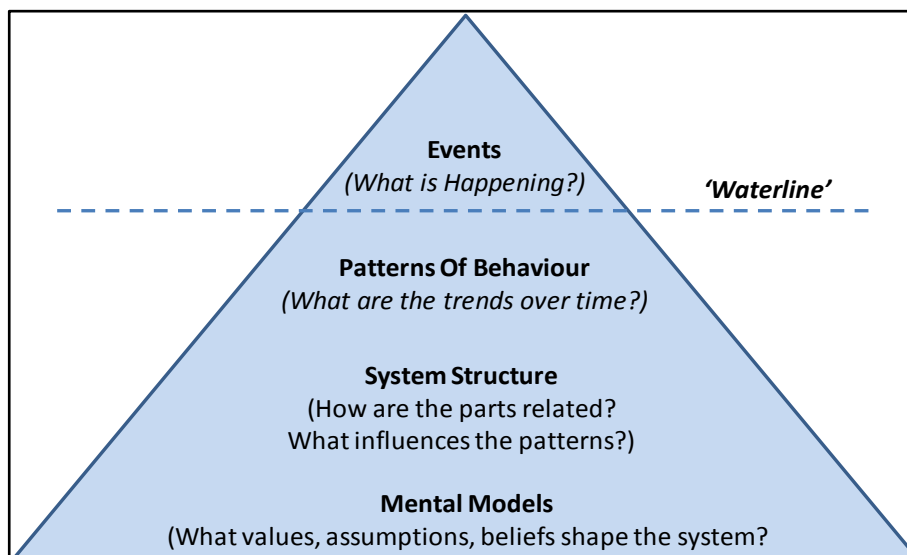 Events
(What is Happening?)
‘Waterline’
Patterns Of Behaviour
(What are the trends over time?)
System Structure
(How are the parts related?
What influences the patterns?)
Mental Models
(What values, assumptions, beliefs shape the system?